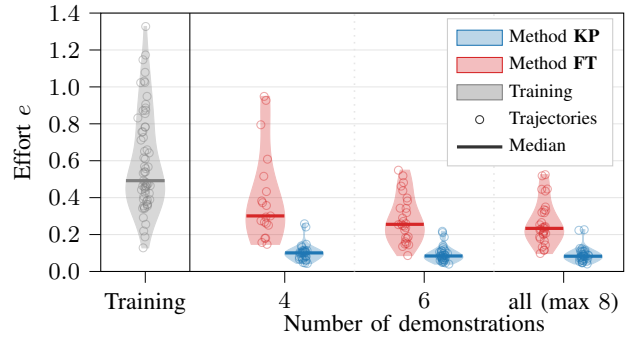 1.4
1.2
1.0
0.8
0.6
0.4
0.2
0.0
Effort e
Method KP
Method FT
Training
Trajectories
Median
Training
4
6
all (max 8)
Number of demonstrations